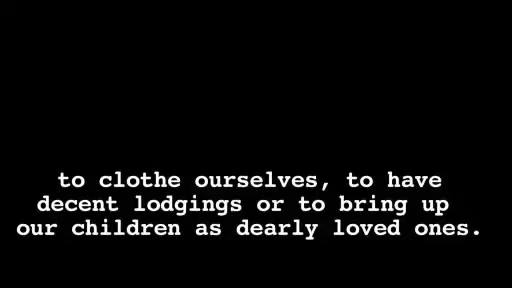 to clothe ourselves, to have
decent lodgings or to bring up
our children as dearly loved ones.